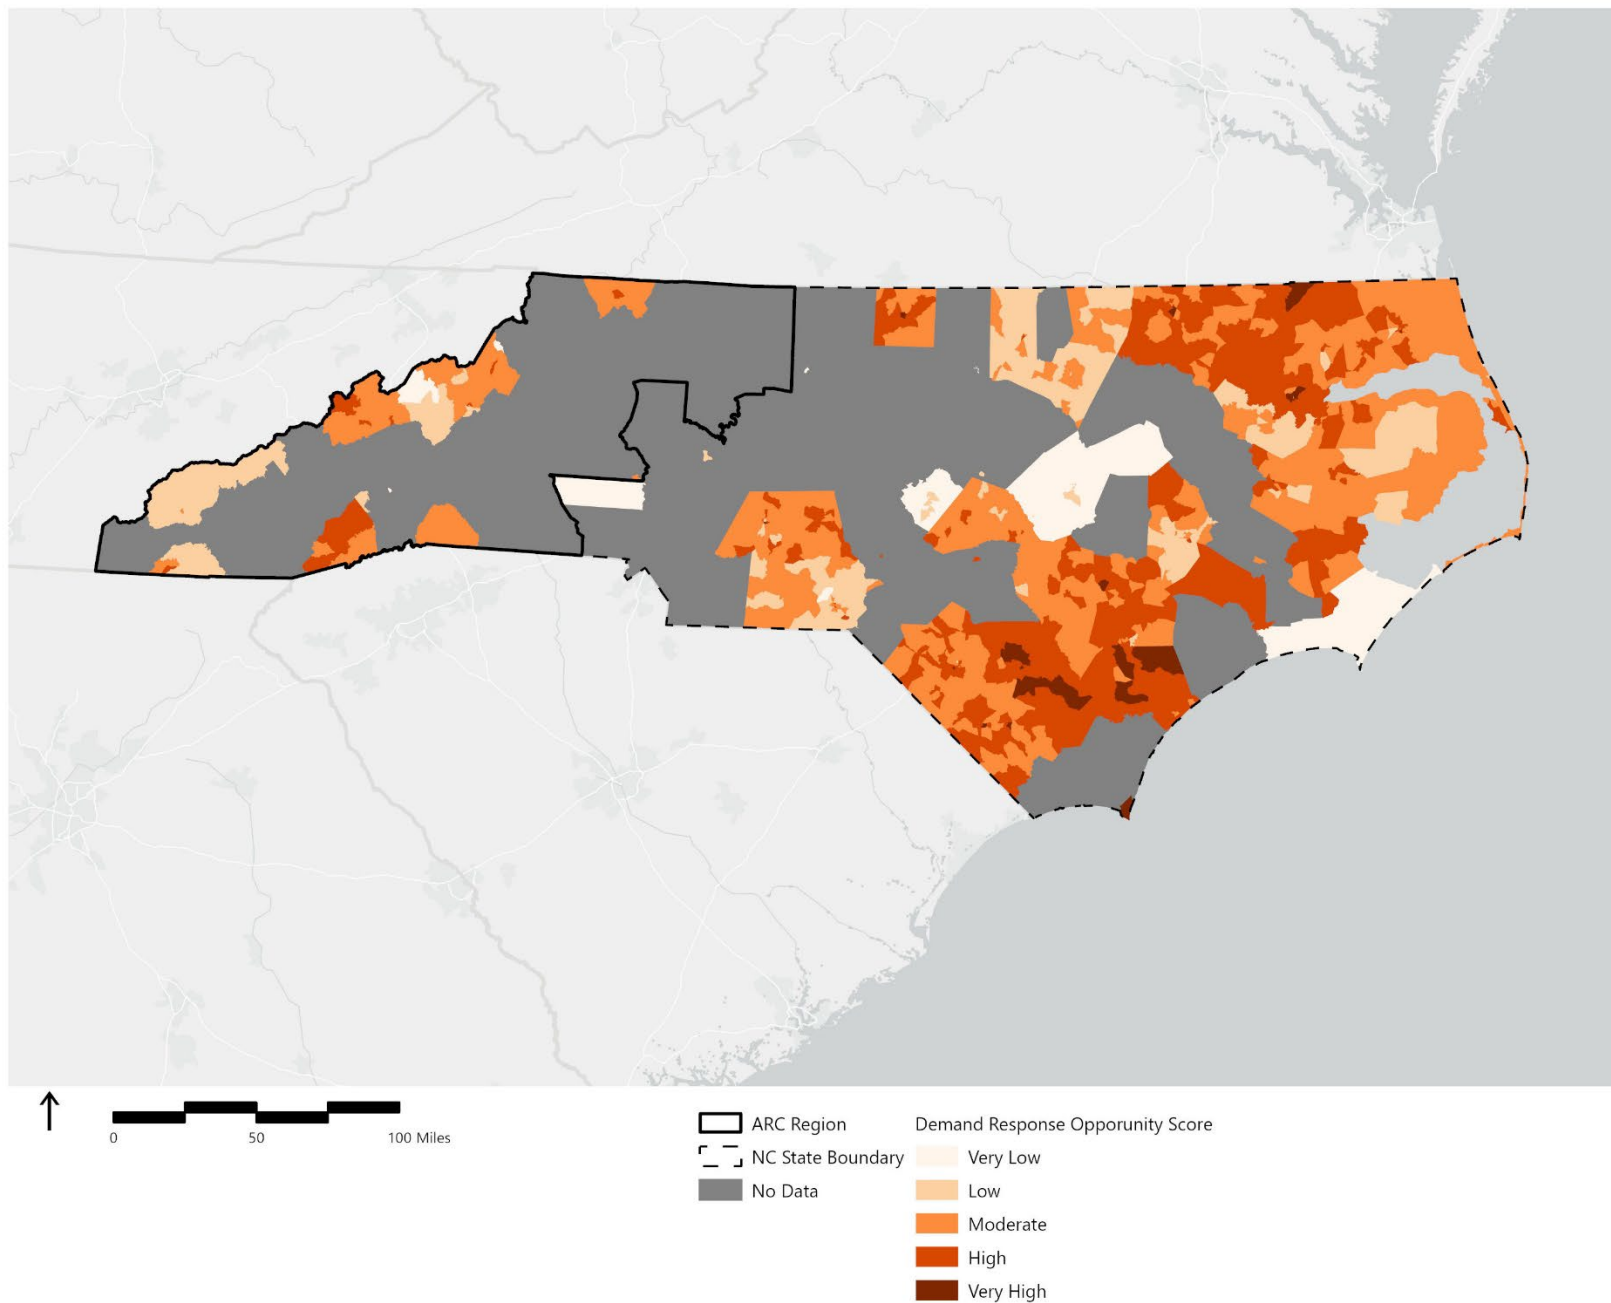 0 50 100 Miles
ARC Region
NC State Boundary
No Data
Demand Response Opporunity Score
Very Low
Low
Moderate
High
Very High